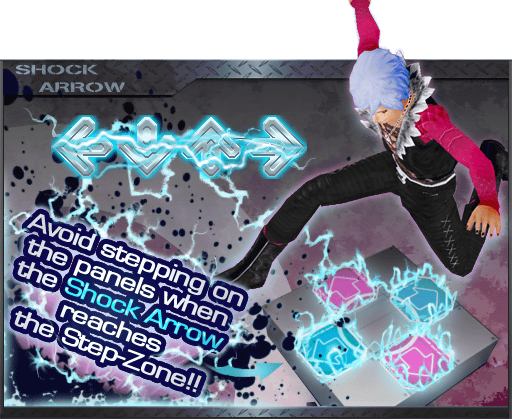 SHOCK
ARROW
Avoid stepping on
the panels when
the Shock Arrow
reaches
the Step-Zone!!